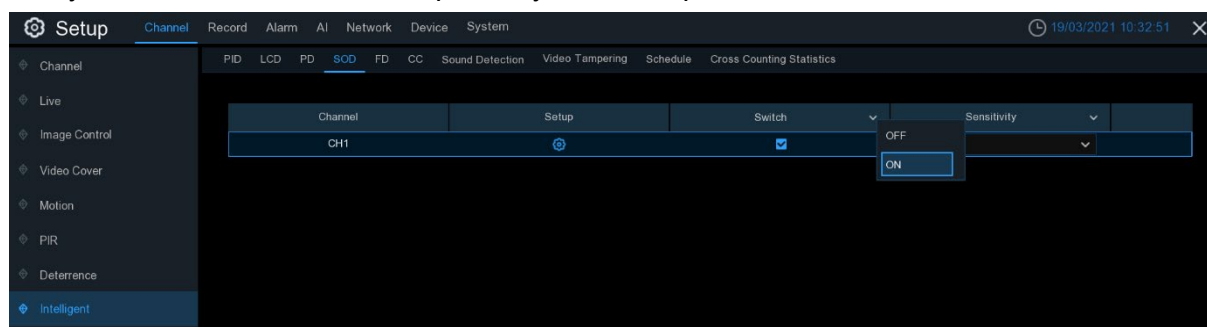 Setup Channel Record Alarm AI Network Device System 19/03/2021 10:32:51
Channel PID LCD PD SOD FD CC Sound Detection Video Tampering Schedule Cross Counting Statistics
Live
Channel Setup Switch Sensitivity
Image Control
OFF
CH1
ON
Video Cover
Motion
PIR
Deterrence
Intelligent